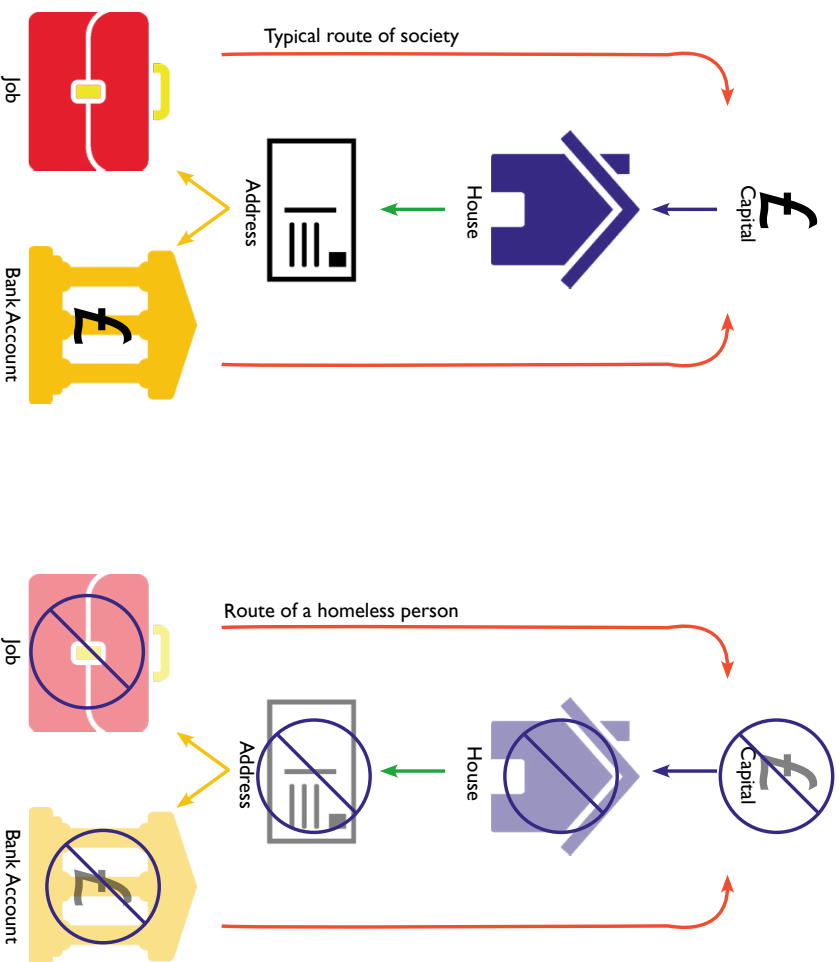 Typical route of society
£
Capital
House
Address
Job
£
Bank Account
Route of a homeless person
£
Capital
House
Address
Job
£
Bank Account